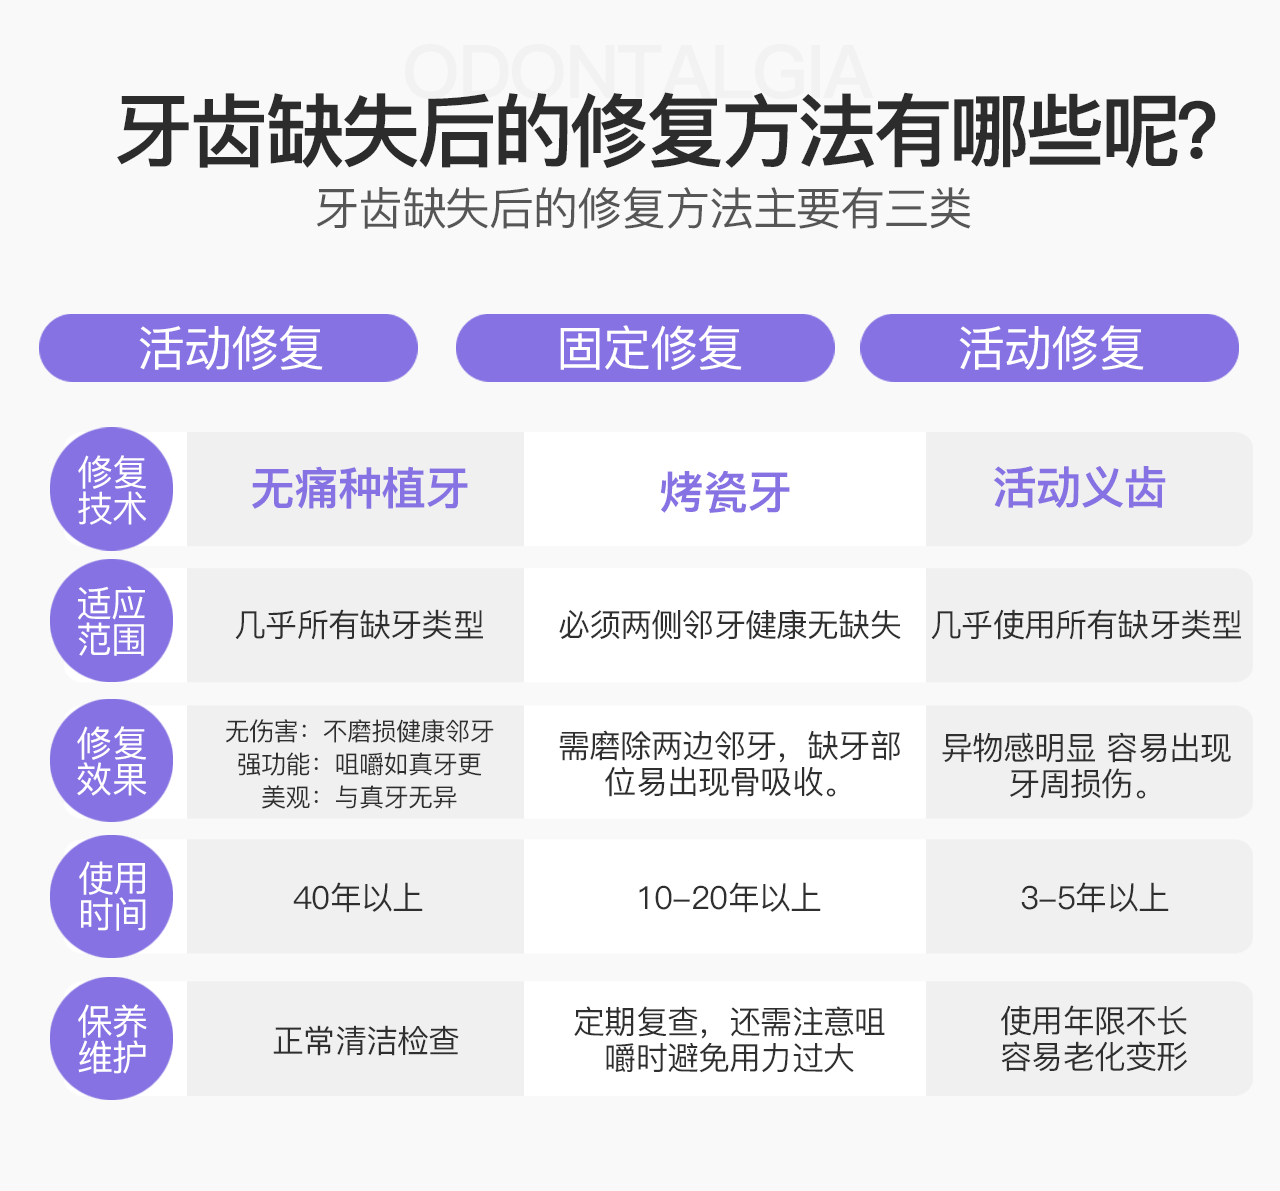 ODONTALGIA
牙齿缺失后的修复方法有哪些呢?
牙齿缺失后的修复方法主要有三类
活动修复
固定修复
活动修复
修复
技术
无痛种植牙
烤瓷牙
活动义齿
适应
范围
几乎所有缺牙类型
必须两侧邻牙健康无缺失
几乎使用所有缺牙类型
修复
效果
无伤害：不磨损健康邻牙
强功能：咀嚼如真牙更
美观：与真牙无异
需磨除两边邻牙，缺牙部
位易出现骨吸收。
异物感明显 容易出现
牙周损伤。
使用
时间
40年以上
10-20年以上
3-5年以上
保养
维护
正常清洁检查
定期复查，还需注意咀
嚼时避免用力过大
使用年限不长
容易老化变形